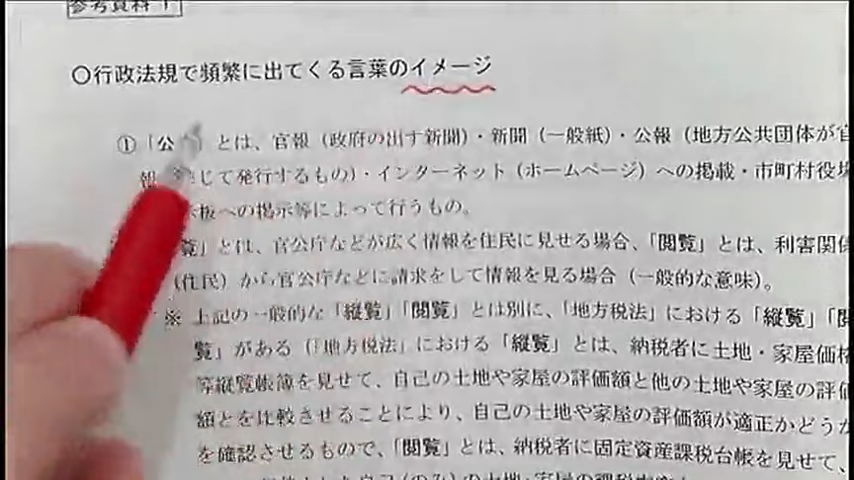 参考資料1
○行政法規で頻繁に出てくる言葉のイメージ
①「公 」とは、官報（政府の出す新聞）・新聞（一般紙）・公報（地方公共団体が官
報 じて発行するもの）・インターネット（ホームページ）への掲載・市町村役場
板への掲示等によって行うもの。
覧」とは、官公庁などが広く情報を住民に見せる場合、「閲覧」とは、利害関係
（住民）から官公庁などに請求をして情報を見る場合（一般的な意味）。
※ 上記の一般的な「縦覧」「閲覧」とは別に、「地方税法」における「縦覧」「閲
覧」がある（「地方税法」における「縦覧」とは、納税者に土地・家屋価格
等縦覧帳簿を見せて、自己の土地や家屋の評価額と他の土地や家屋の評価
額とを比較させることにより、自己の土地や家屋の評価額が適正かどうか
を確認させるもので、「閲覧」とは、納税者に固定資産課税台帳を見せて、